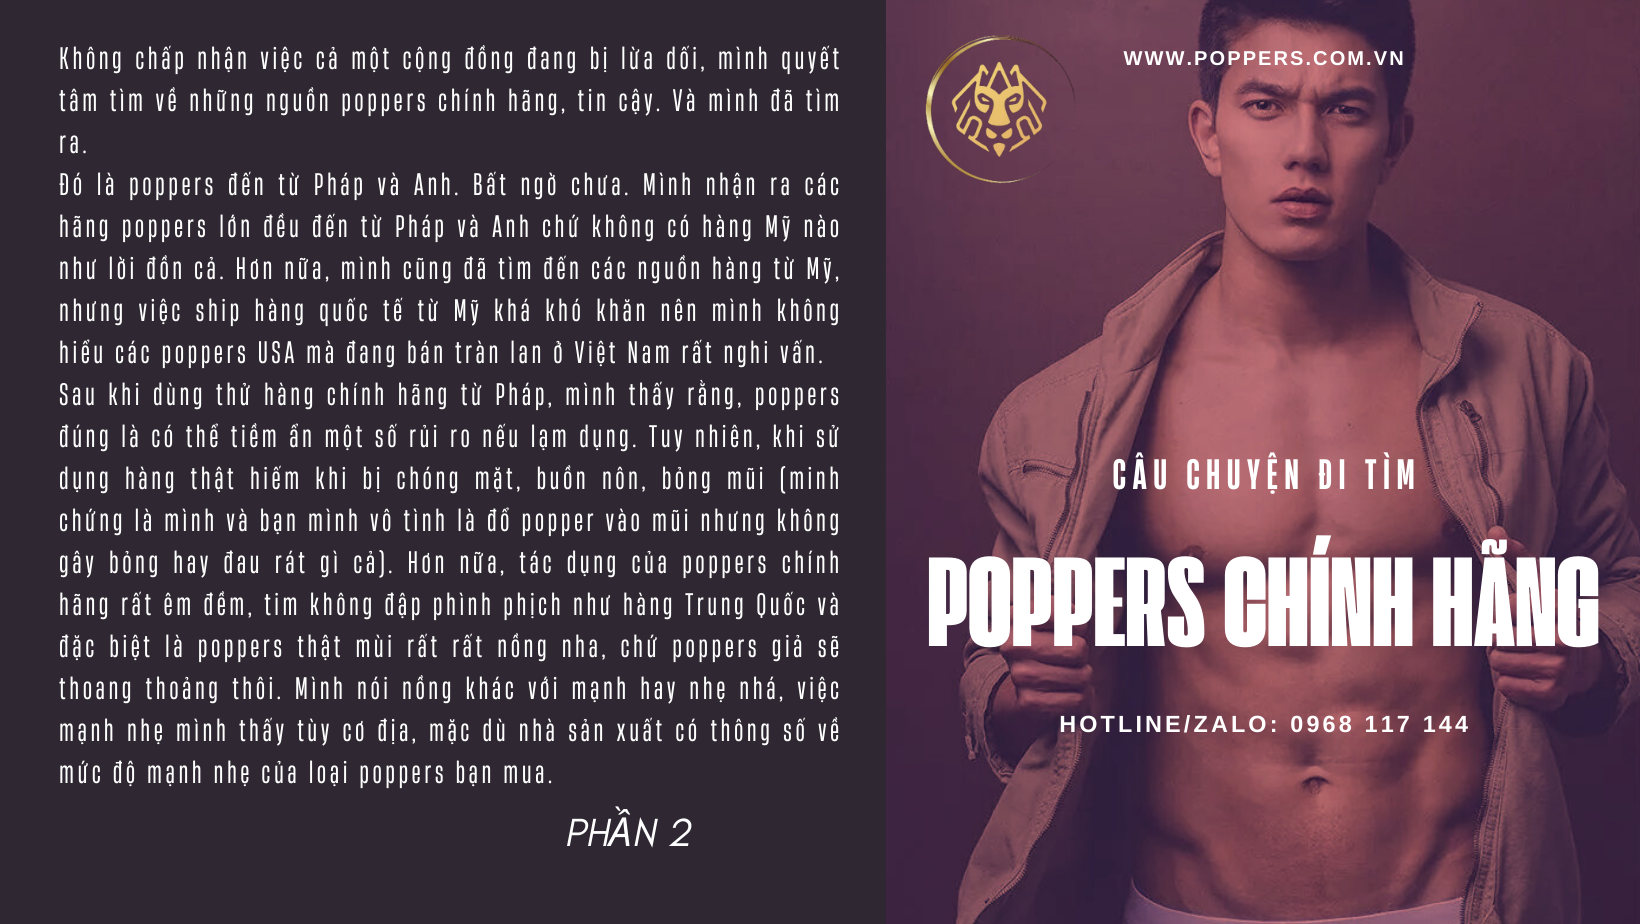 Không chấp nhận việc cả một cộng đồng đang bị lừa dối, mình quyết
tâm tìm về những nguồn poppers chính hãng, tin cậy. Và mình đã tìm
ra.
Đó là poppers đến từ Pháp và Anh. Bất ngờ chưa. Mình nhận ra các
hãng poppers lớn đều đến từ Pháp và Anh chứ không có hàng Mỹ nào
như lời đồn cả. Hơn nữa, mình cũng đã tìm đến các nguồn hàng từ Mỹ,
nhưng việc ship hàng quốc tế từ Mỹ khá khó khăn nên mình không
hiểu các poppers USA mà đang bán tràn lan ở Việt Nam rất nghi vấn.
Sau khi dùng thử hàng chính hãng từ Pháp, mình thấy rằng, poppers
đúng là có thể tiềm ẩn một số rủi ro nếu lạm dụng. Tuy nhiên, khi sử
dụng hàng thật hiếm khi bị chóng mặt, buồn nôn, bỏng mũi (minh
chứng là mình và bạn mình vô tình là đổ popper vào mũi nhưng không
gây bỏng hay đau rát gì cả). Hơn nữa, tác dụng của poppers chính
hãng rất êm đềm, tim không đập phình phịch như hàng Trung Quốc và
đặc biệt là poppers thật mùi rất rất nồng nha, chứ poppers giả sẽ
thoang thoảng thôi. Mình nói nồng khác với mạnh hay nhẹ nhá, việc
mạnh nhẹ mình thấy tùy cơ địa, mặc dù nhà sản xuất có thông số về
mức độ mạnh nhẹ của loại poppers bạn mua.
PHẦN 2
WWW.POPPERS.COM.VN
CÂU CHUYỆN ĐI TÌM
POPPERS CHÍNH HÃNG
HOTLINE/ZALO: 0968 117 144